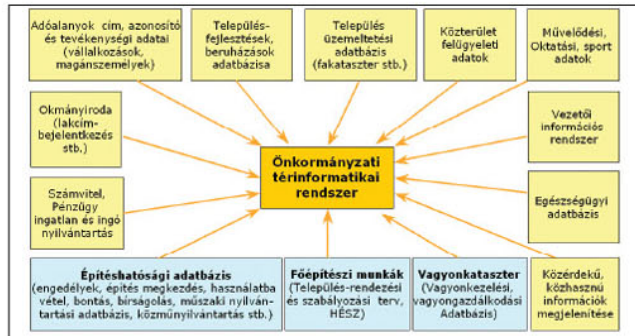 Adóalanyok cím, azonosító
és tevékenységi adatai
(vállalkozások,
magánszemélyek)
Település-
fejlesztések,
beruházások
adatbázisa
Település
üzemeltetési
adatbázis
(fakataszter stb.)
Közterület
felügyeleti
adatok
Művelődési,
Oktatási, sport
adatok
Okmányiroda
(lakcím-
bejelentkezés
stb.)
Önkormányzati
térinformatikai
rendszer
Vezetői
információs
rendszer
Számvitel,
Pénzügy
ingatlan és ingó
nyilvántartás
Egészségügyi
adatbázis
Építéshatósági adatbázis
(engedélyek, építés megkezdés, használatba
vétel, bontás, bírságolás, műszaki nyilván-
tartási adatbázis, közműnyilvántartás stb.)
Főépítészi munkák
(Település-rendezési
és szabályozási terv,
HÉSZ)
Vagyonkataszter
(Vagyonkezelési,
vagyongazdálkodási
Adatbázis)
Közérdekű,
közhasznú
információk
megjelenítése